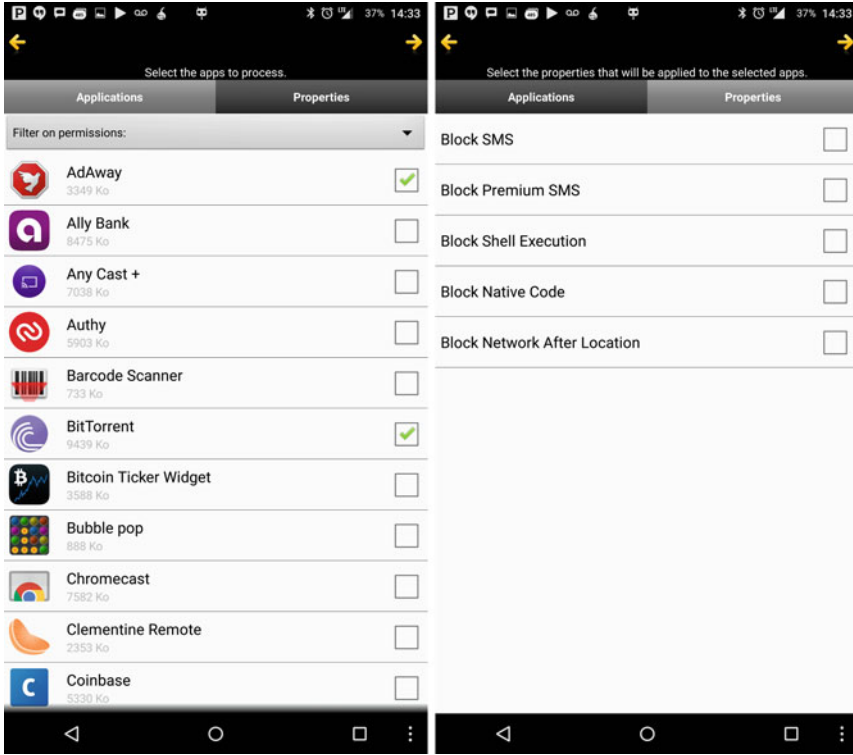 37% 14:33
Select the apps to process.
Applications Properties
Filter on permissions:
AdAway
3349 Ko
Ally Bank
8475 Ko
Any Cast +
7038 Ko
Authy
5903 Ko
Barcode Scanner
733 Ko
BitTorrent
9439 Ko
Bitcoin Ticker Widget
3588 Ko
Bubble pop
888 Ko
Chromecast
7582 Ko
Clementine Remote
2353 Ko
Coinbase
5330 Ko
37% 14:33
Select the properties that will be applied to the selected apps.
Applications Properties
Block SMS
Block Premium SMS
Block Shell Execution
Block Native Code
Block Network After Location